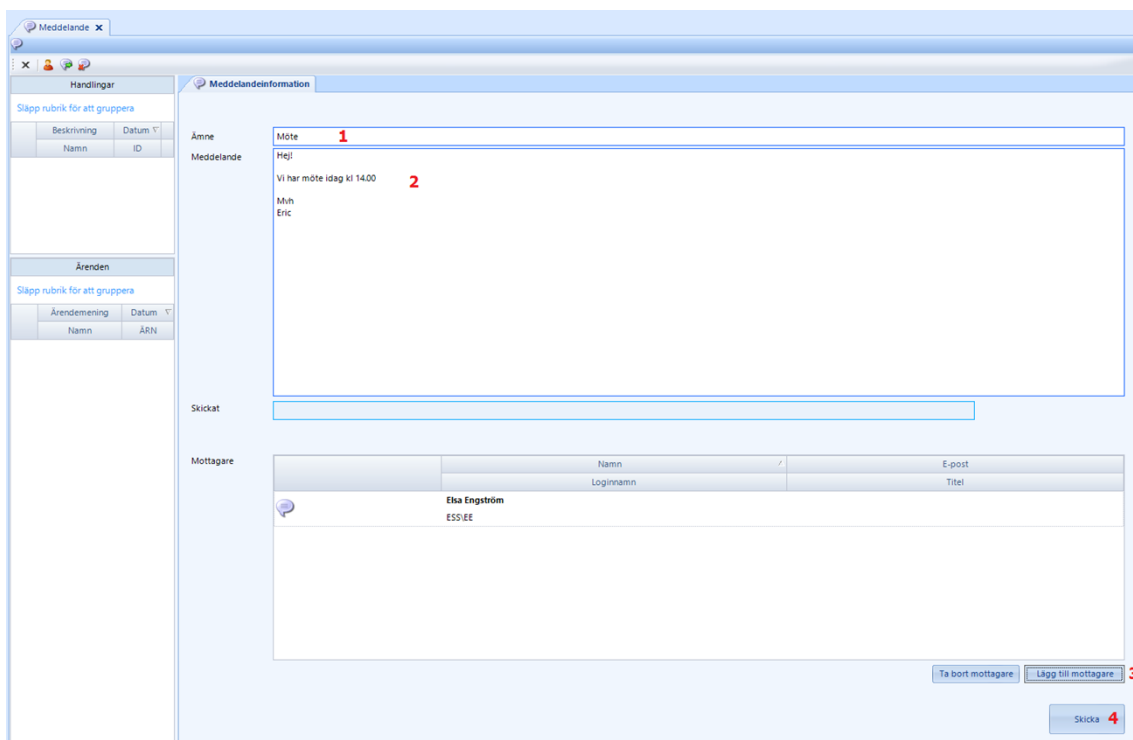 Meddelande
Handlingar
Släpp rubrik för att gruppera
Beskrivning Datum
Namn ID
Ärenden
Släpp rubrik för att gruppera
Ärendemening Datum
Namn ÄRN
Meddelandeinformation
Ämne Möte 1
Meddelande Hej!
Vi har möte idag kl 14.00 2
Mvh
Eric
Skickat
Mottagare Namn E-post
Loginnamn Titel
Elsa Engström
ESS\EE
Ta bort mottagare Lägg till mottagare 3
Skicka 4